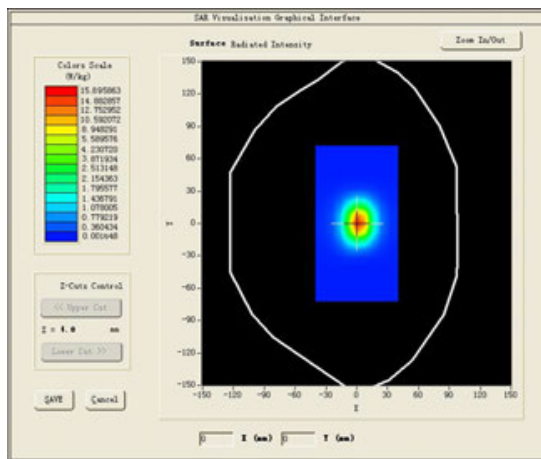 SAR Visualisation Graphical Interface
Surface Radiated Intensity
Zoom In/Out
Colors Scale
(W/kg)
15.895863
14.882857
12.752952
10.592072
8.948291
5.589576
4.230720
3.871934
2.513148
2.154363
1.795577
1.436791
1.078005
0.779219
0.360434
0.001648
150
120
90
60
30
0
-30
-60
-90
-120
-150
Y
-150 -120 -90 -60 -30 0 30 60 90 120 150
X
Z-Cuts Control
<< Upper Cut
Z = 4.0 mm
Lower Cut >>
SAVE Cancel
0 X (mm) 0 Y (mm)